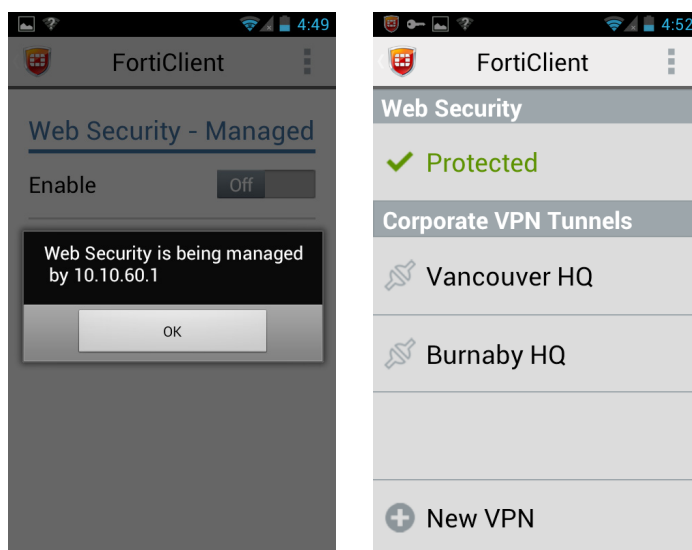 4:49
FortiClient
Web Security - Managed
Enable
Off
Web Security is being managed
by 10.10.60.1
OK
4:52
FortiClient
Web Security
Protected
Corporate VPN Tunnels
Vancouver HQ
Burnaby HQ
New VPN